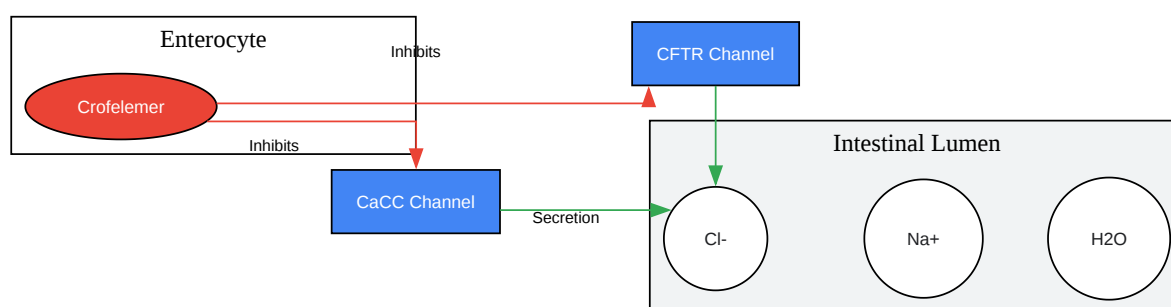 Enterocyte
Inhibits
CFTR Channel
Crofelemer
Inhibits
Intestinal Lumen
CaCC Channel
Secretion
Cl-
Na+
H2O